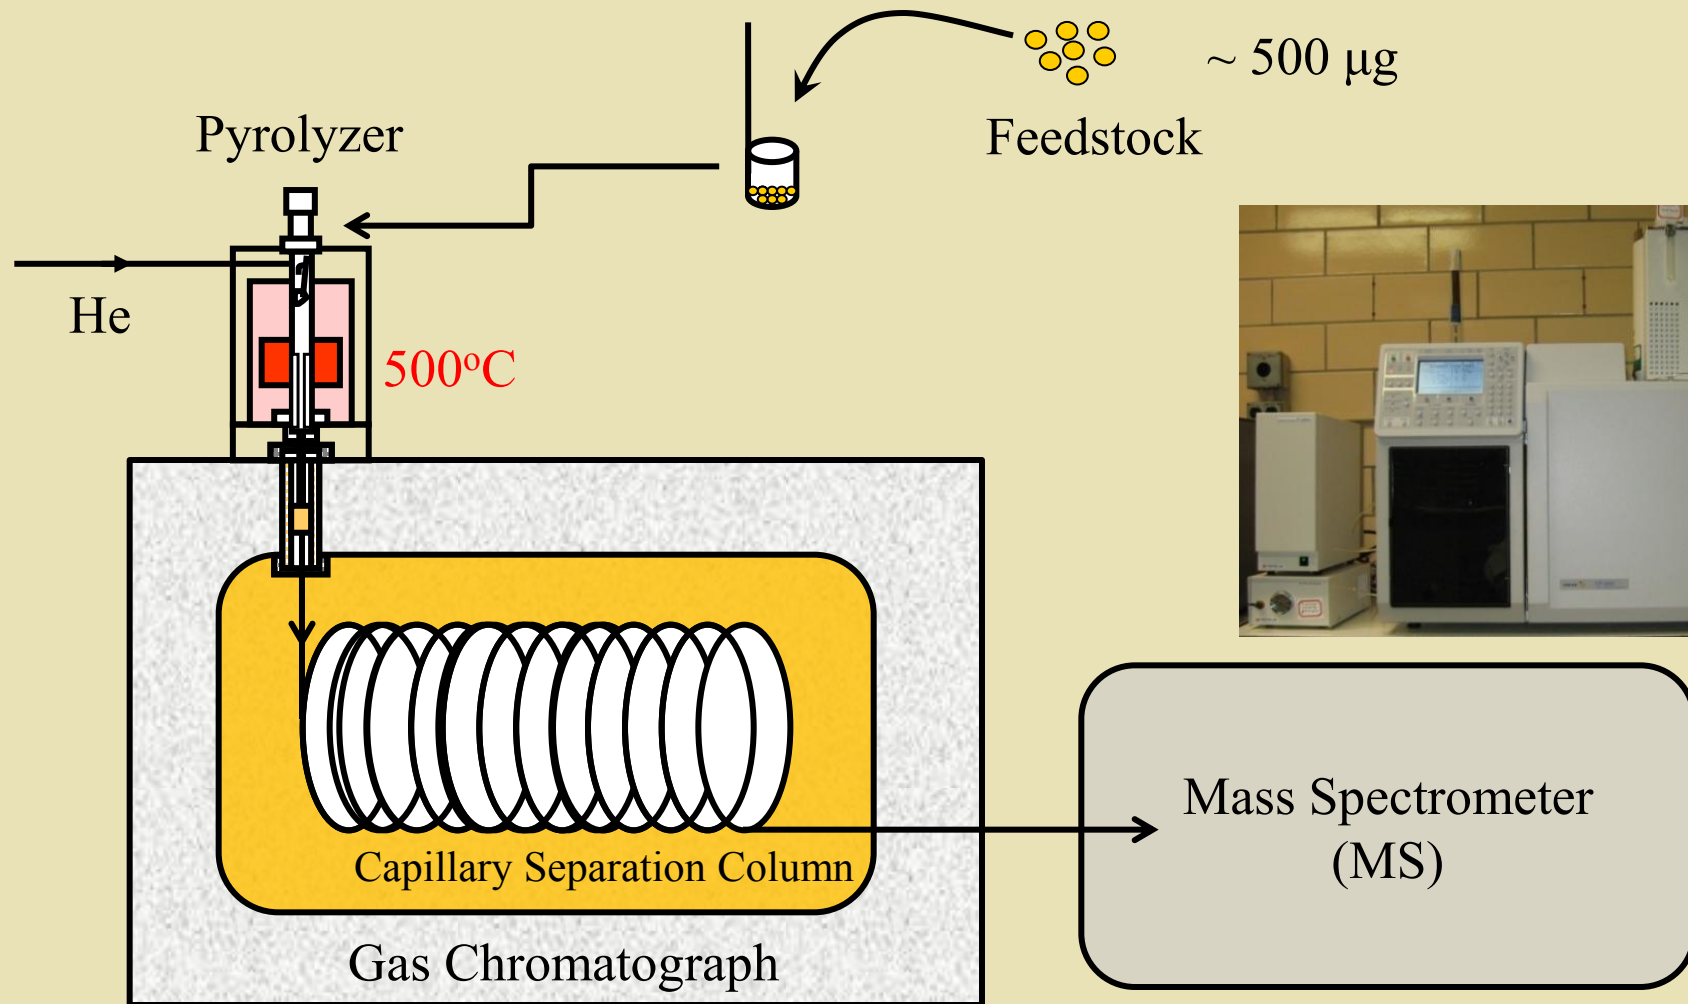 ~ 500 μg
Pyrolyzer
Feedstock
He
500°C
Mass Spectrometer
(MS)
Capillary Separation Column
Gas Chromatograph